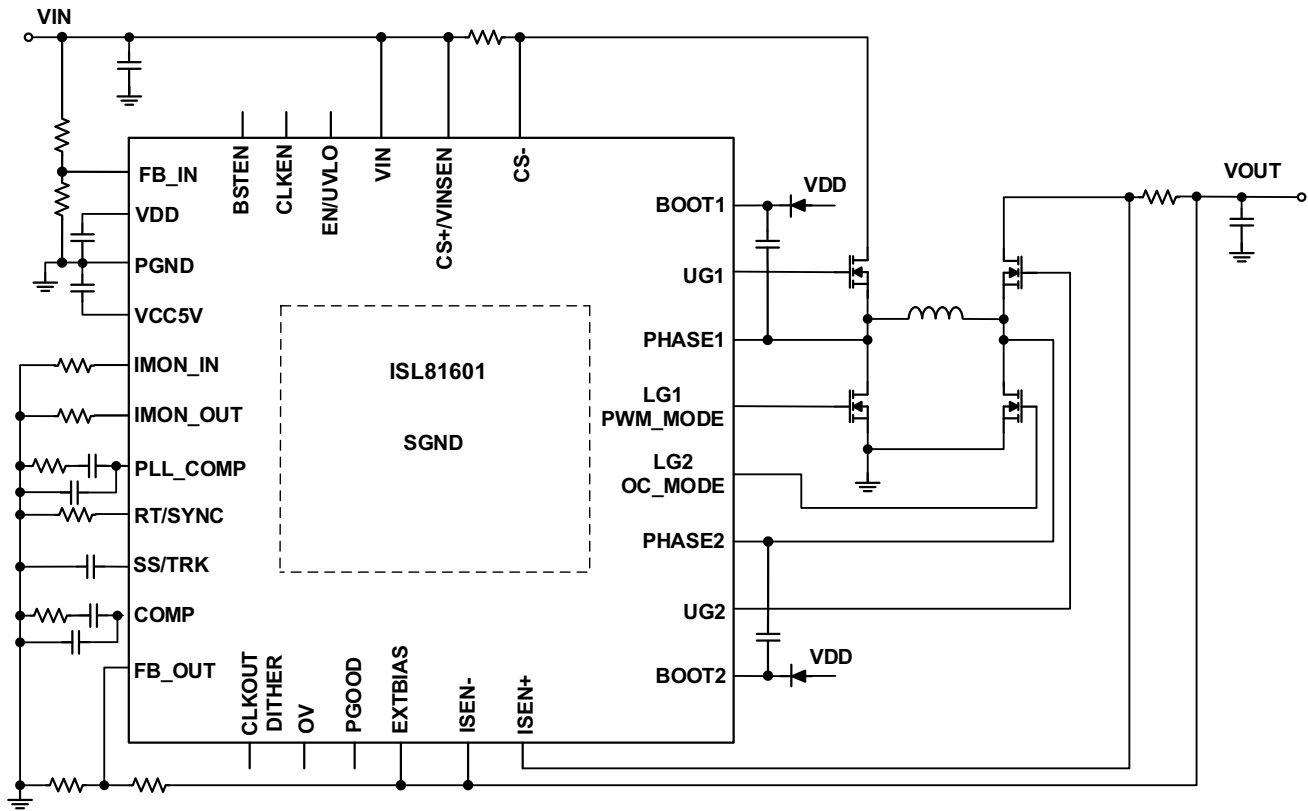 VIN
BSTEN
CLKEN
EN/UVLO
VIN
CS+/VINSEN
CS-
FB_IN
VDD
PGND
VCC5V
IMON_IN
IMON_OUT
PLL_COMP
RT/SYNC
SS/TRK
COMP
FB_OUT
ISL81601
SGND
BOOT1
VDD
UG1
PHASE1
LG1
PWM_MODE
LG2
OC_MODE
PHASE2
UG2
BOOT2
VDD
VOUT
CLKOUT
DITHER
OV
PGOOD
EXTBIAS
ISEN-
ISEN+